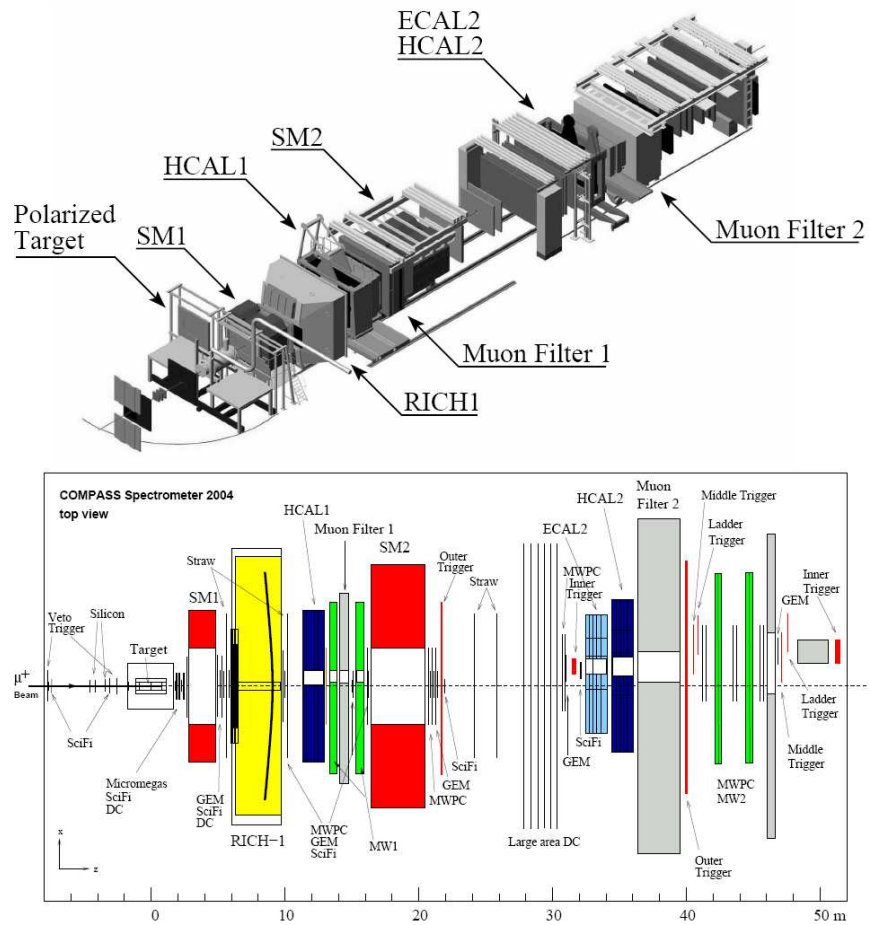 ECAL2
HCAL2
SM2
HCAL1
Polarized
Target
SM1
Muon Filter 2
Muon Filter 1
RICH1
COMPASS Spectrometer 2004
top view
Muon
Filter 2
Middle Trigger
HCAL2
Ladder
Trigger
HCAL1
Muon Filter 1
ECAL2
SM2
Outer
Trigger
MWPC
Inner
Trigger
Straw
Straw
GEM
Inner
Trigger
SM1
Veto
Trigger
Silicon
Target
μ+
Beam
SciFi
Micromegas
SciFi
DC
GEM
SciFi
DC
RICH-1
MWPC
GEM
SciFi
MW1
MWPC
GEM
SciFi
Large area DC
GEM
SciFi
Outer
Trigger
MWPC
MW2
Middle
Trigger
Ladder
Trigger
x
z
0 10 20 30 40 50 m